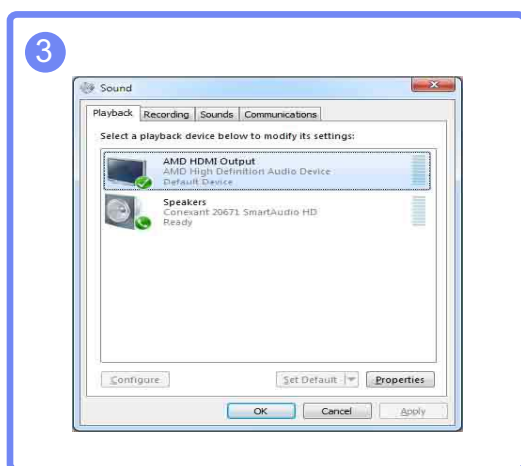 3
Sound
Playback Recording Sounds Communications
Select a playback device below to modify its settings:
AMD HDMI Output
AMD High Definition Audio Device
Default Device
Speakers
Conexant 20671 SmartAudio HD
Ready
Configure Set Default Properties
OK Cancel Apply